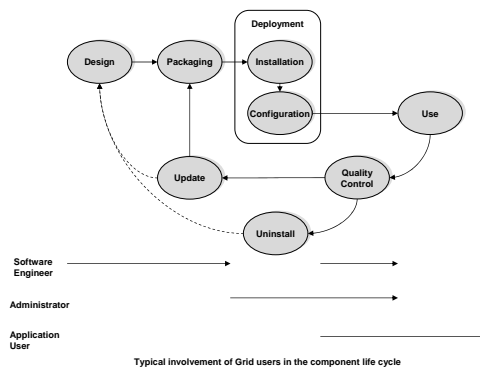 Deployment
Design
Packaging
Installation
Configuration
Use
Update
Quality
Control
Uninstall
Software
Engineer
Administrator
Application
User
Typical involvement of Grid users in the component life cycle